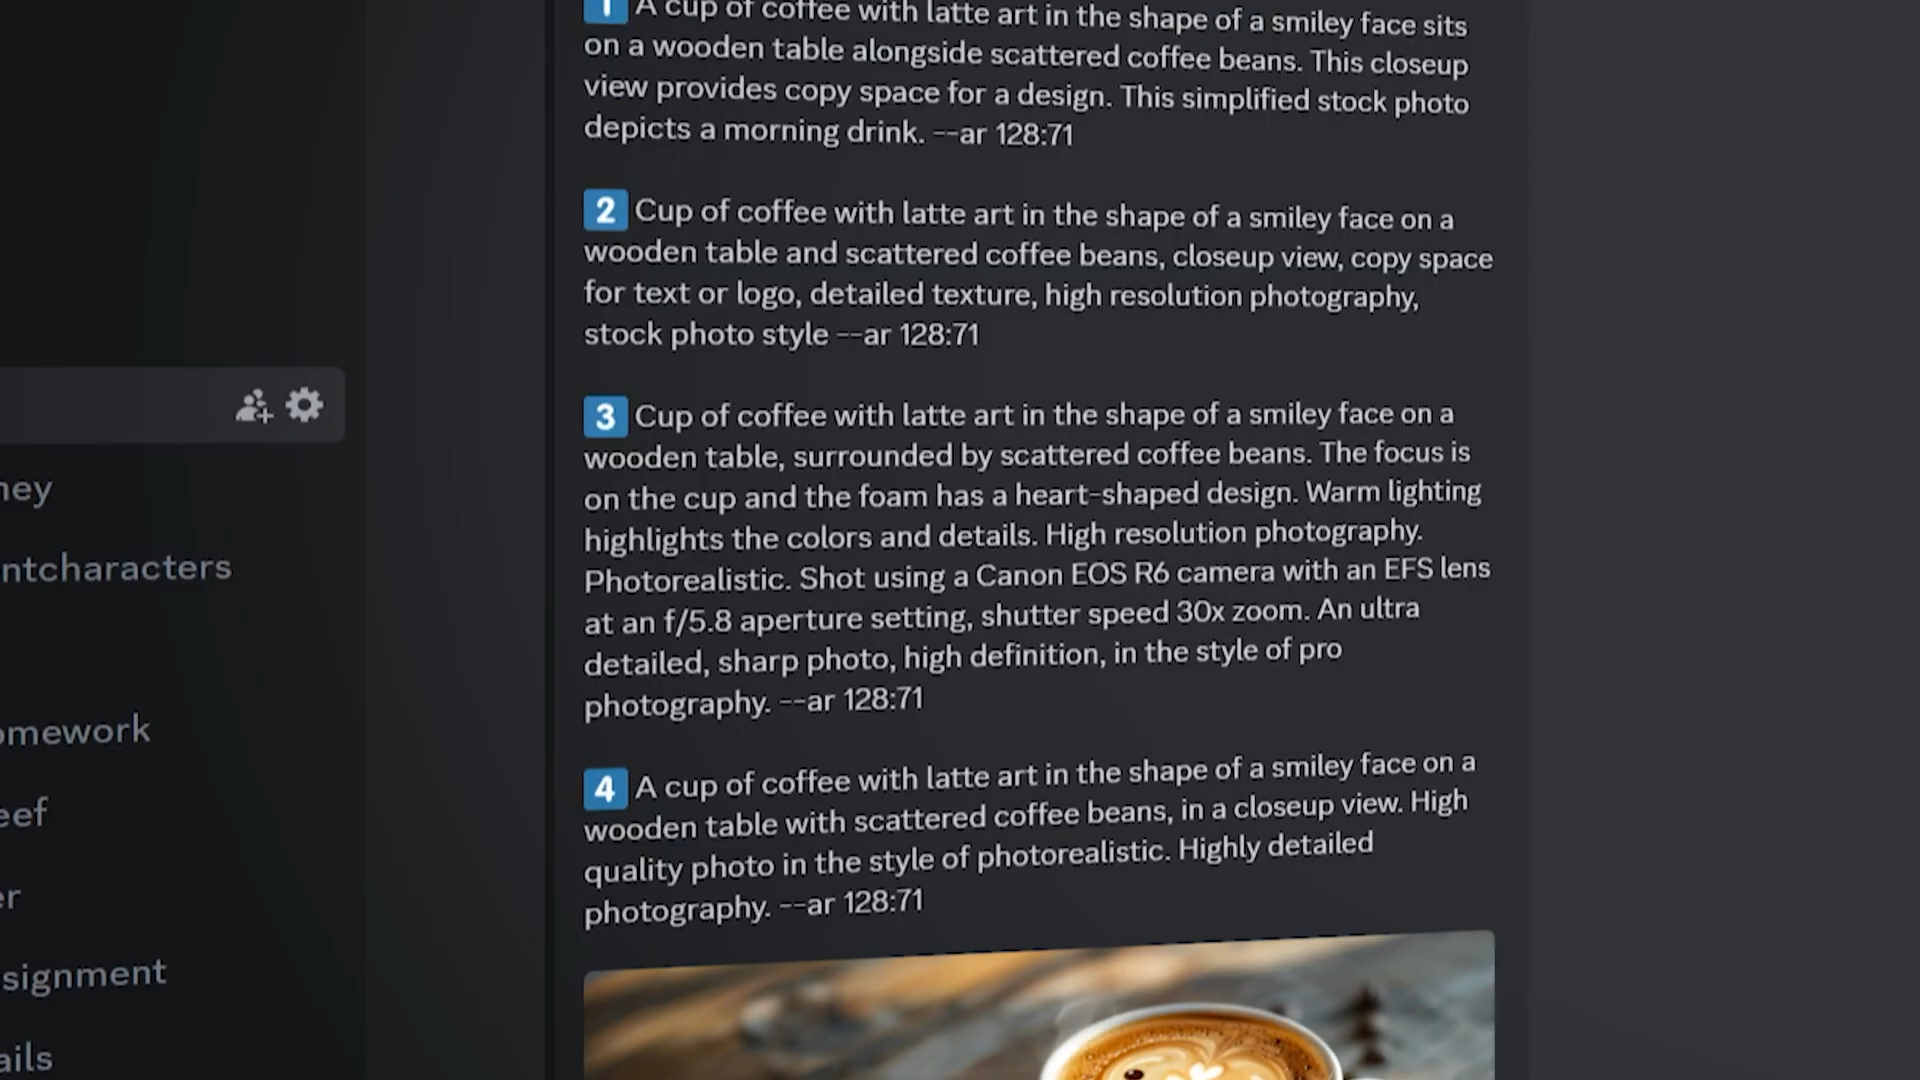 1 A cup of coffee with latte art in the shape of a smiley face sits
on a wooden table alongside scattered coffee beans. This closeup
view provides copy space for a design. This simplified stock photo
depicts a morning drink. --ar 128:71
2 Cup of coffee with latte art in the shape of a smiley face on a
wooden table and scattered coffee beans, closeup view, copy space
for text or logo, detailed texture, high resolution photography,
stock photo style --ar 128:71
3 Cup of coffee with latte art in the shape of a smiley face on a
wooden table, surrounded by scattered coffee beans. The focus is
on the cup and the foam has a heart-shaped design. Warm lighting
highlights the colors and details. High resolution photography.
Photorealistic. Shot using a Canon EOS R6 camera with an EFS lens
at an f/5.8 aperture setting, shutter speed 30x zoom. An ultra
detailed, sharp photo, high definition, in the style of pro
photography. --ar 128:71
4 A cup of coffee with latte art in the shape of a smiley face on a
wooden table with scattered coffee beans, in a closeup view. High
quality photo in the style of photorealistic. Highly detailed
photography. --ar 128:71
ney
ntcharacters
omework
eef
er
signment
ails